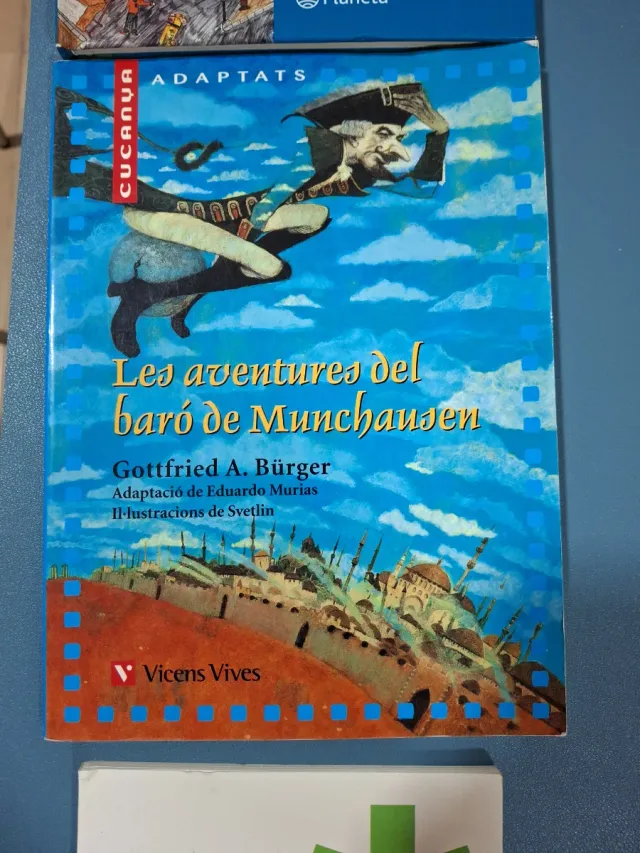 Planeta
CUCANYA
ADAPTATS
Les aventures del
baró de Munchausen
Gottfried A. Bürger
Adaptació de Eduardo Murias
Il·lustracions de Svetlin
V Vicens Vives